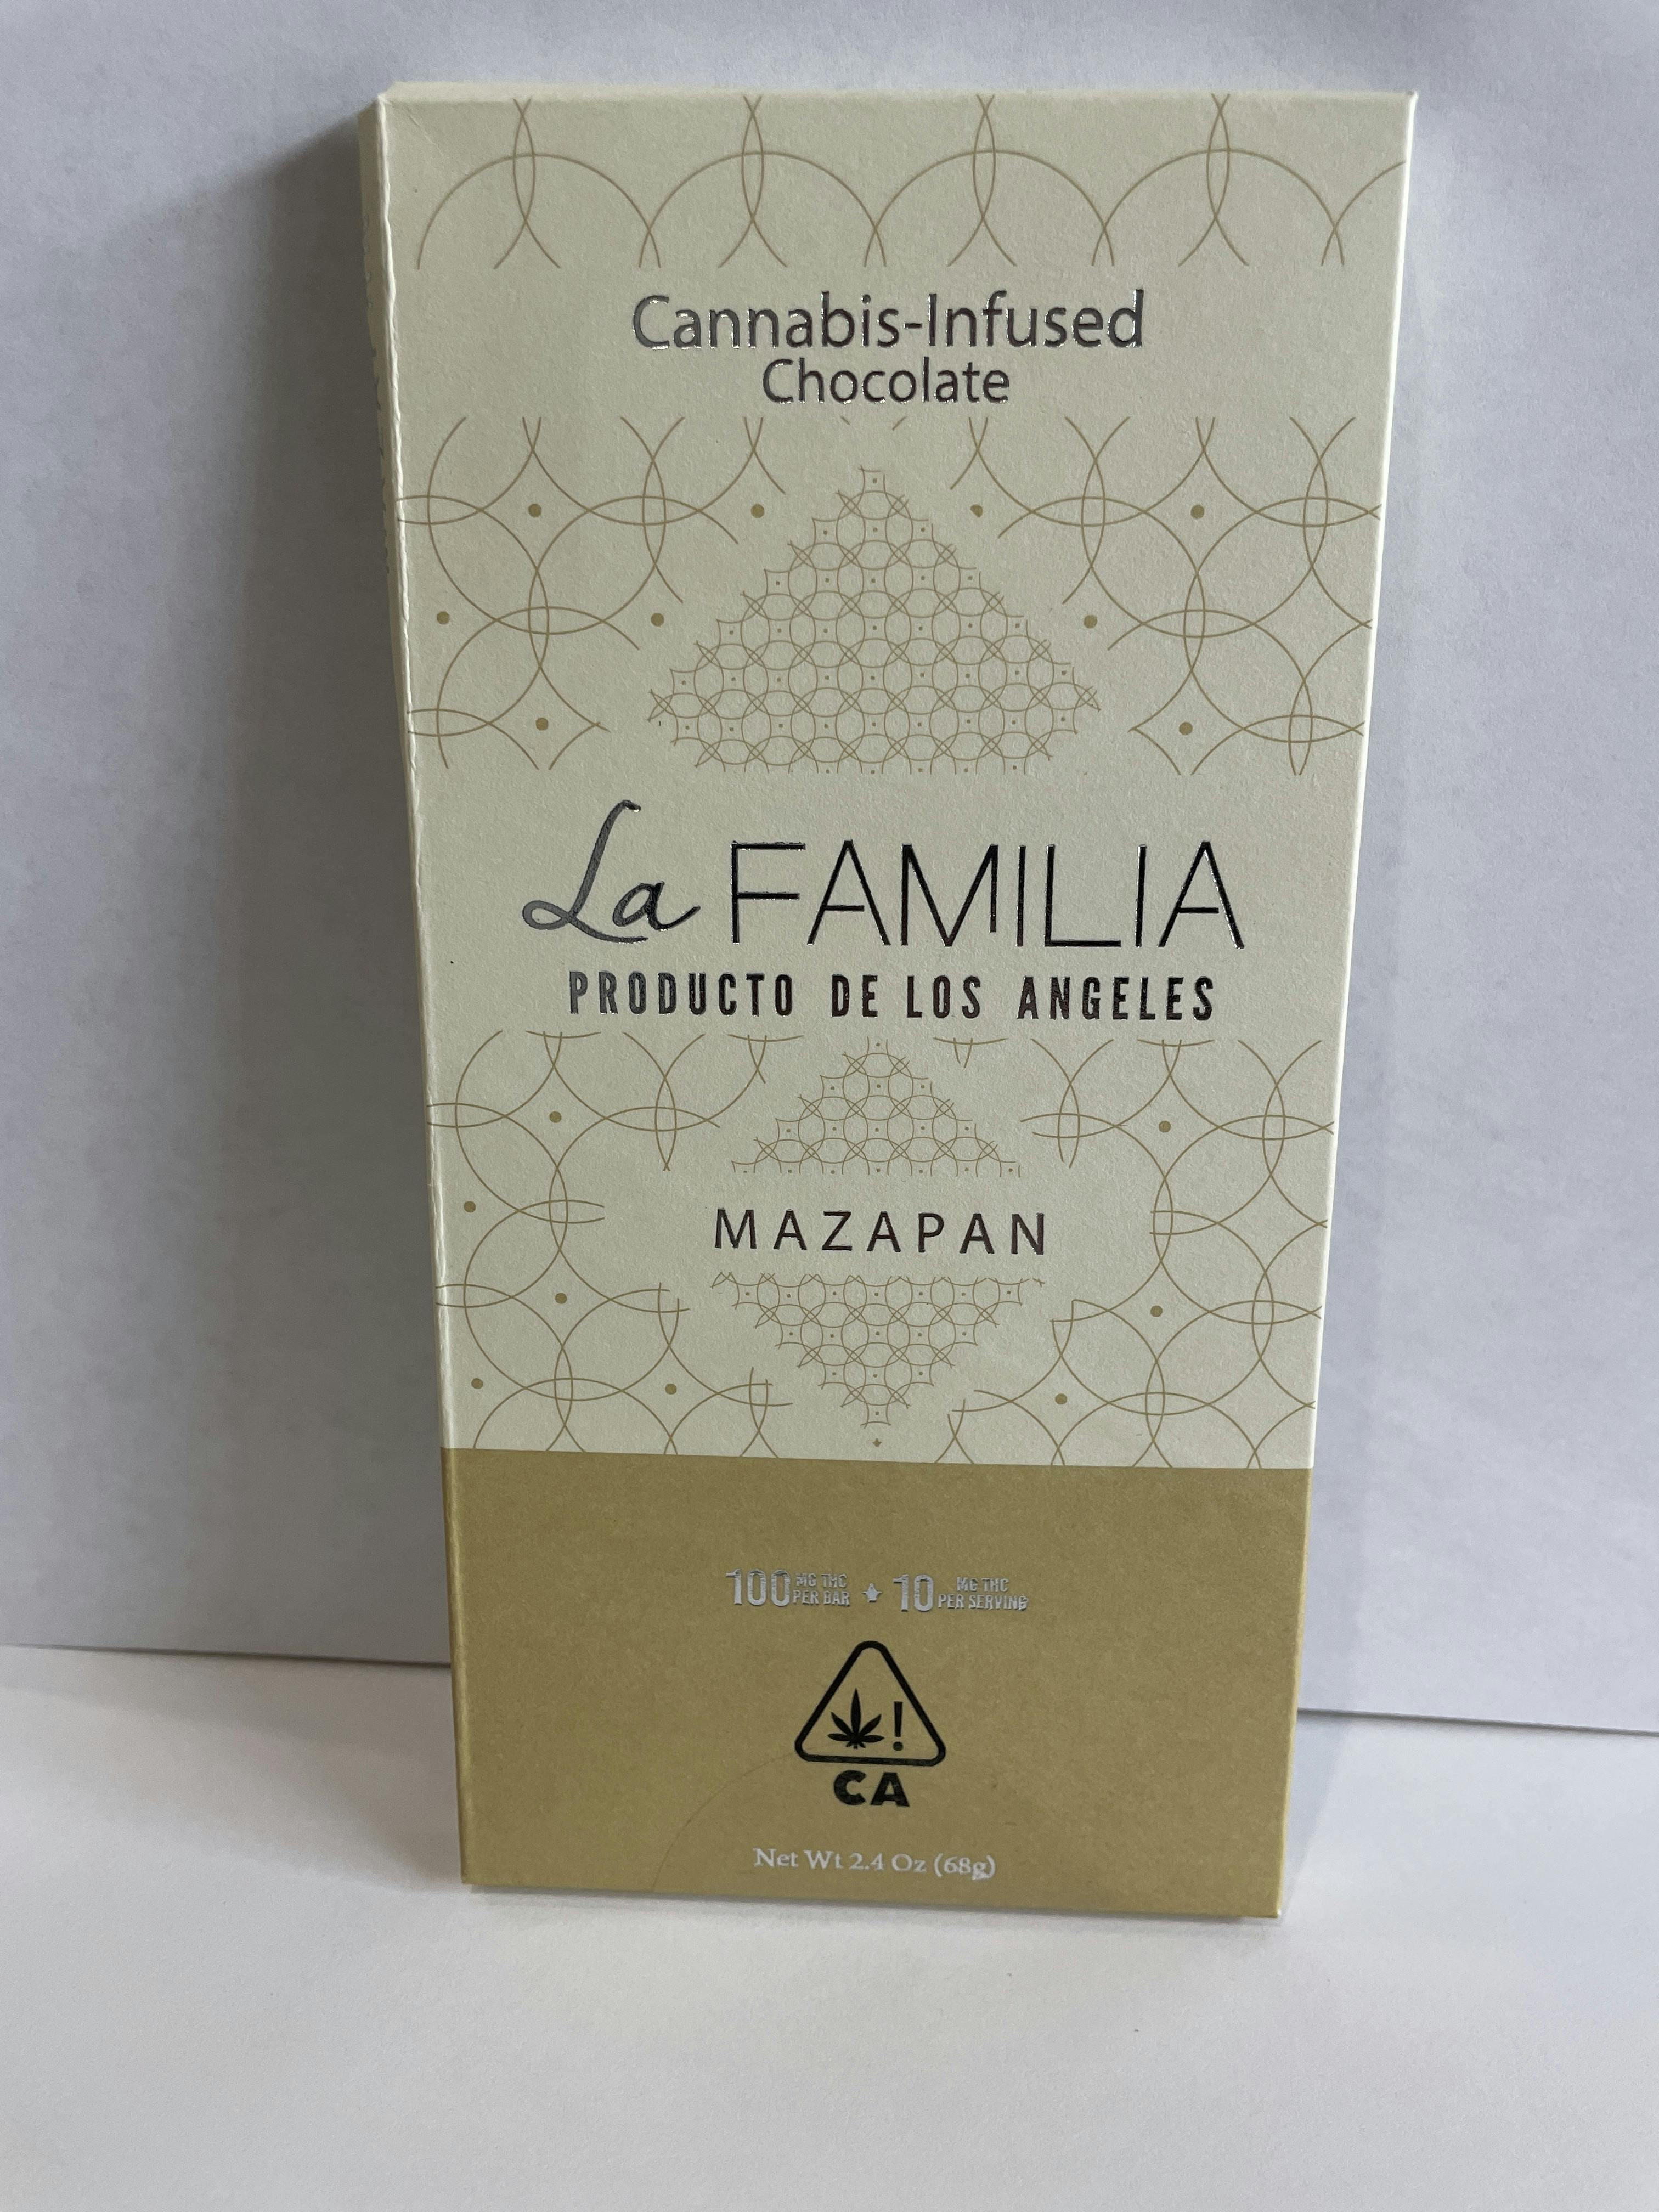 Cannabis-Infused
Chocolate
La FAMILIA
PRODUCTO DE LOS ANGELES
MAZAPAN
100 MG THC PER BAR 10 MG THC PER SERVING
!
CA
Net Wt 2.4 Oz (68g)